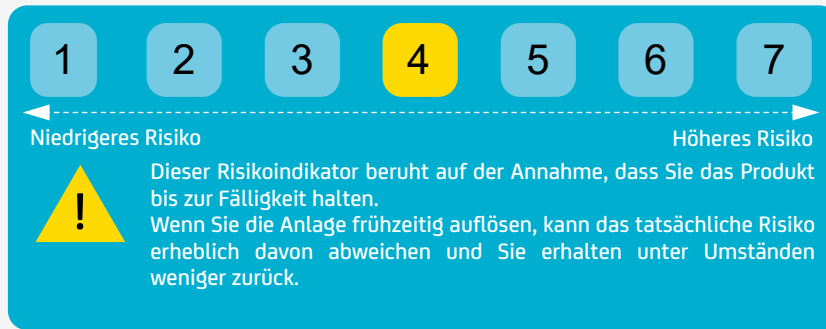 1 2 3 4 5 6 7
Niedrigeres Risiko Höheres Risiko
!
Dieser Risikoindikator beruht auf der Annahme, dass Sie das Produkt
bis zur Fälligkeit halten.
Wenn Sie die Anlage frühzeitig auflösen, kann das tatsächliche Risiko
erheblich davon abweichen und Sie erhalten unter Umständen
weniger zurück.